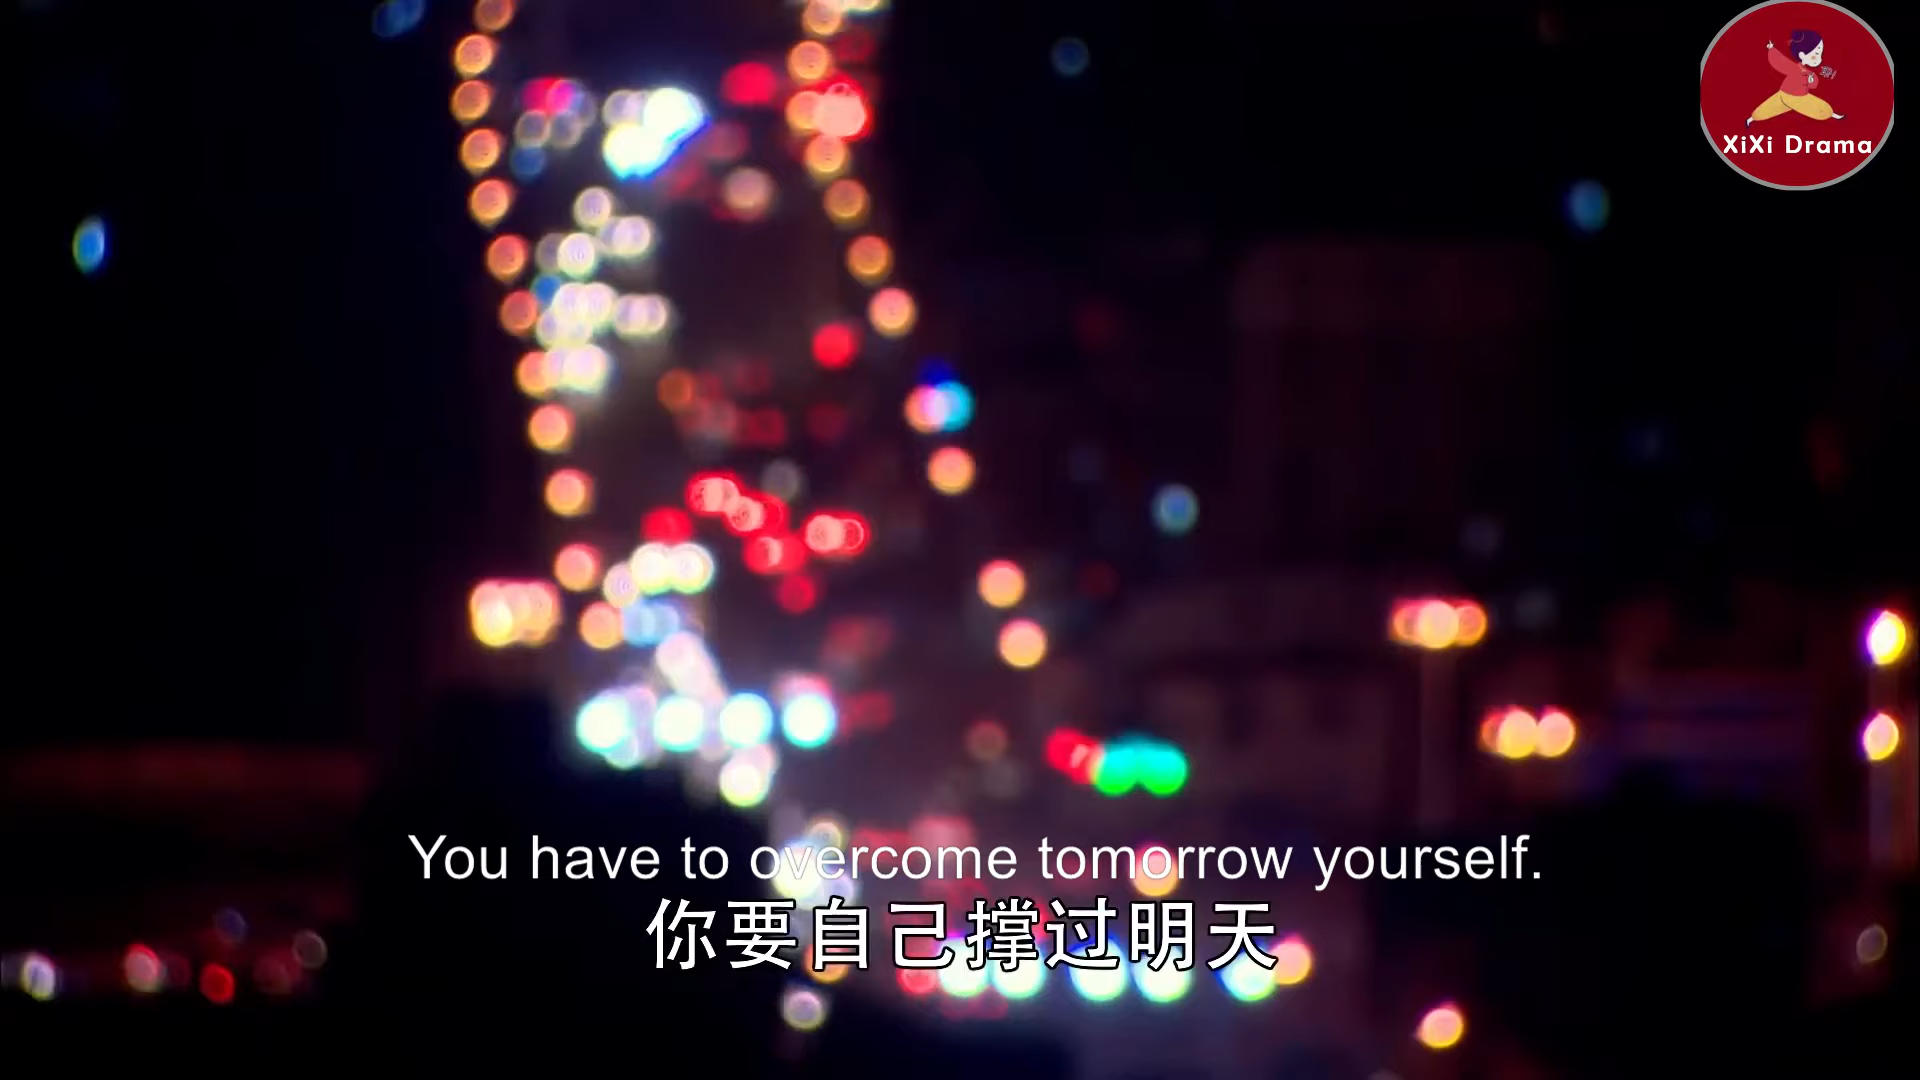 XiXi Drama
You have to overcome tomorrow yourself.
你要自己撑过明天